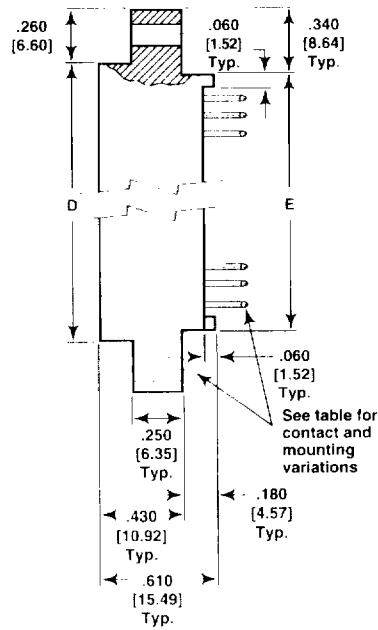 .260
[6.60]
.060
[1.52]
Typ.
.340
[8.64]
Typ.
D
E
.060
[1.52]
Typ.
See table for
contact and
mounting
variations
.250
[6.35]
Typ.
.180
[4.57]
Typ.
.430
[10.92]
Typ.
.610
[15.49]
Typ.